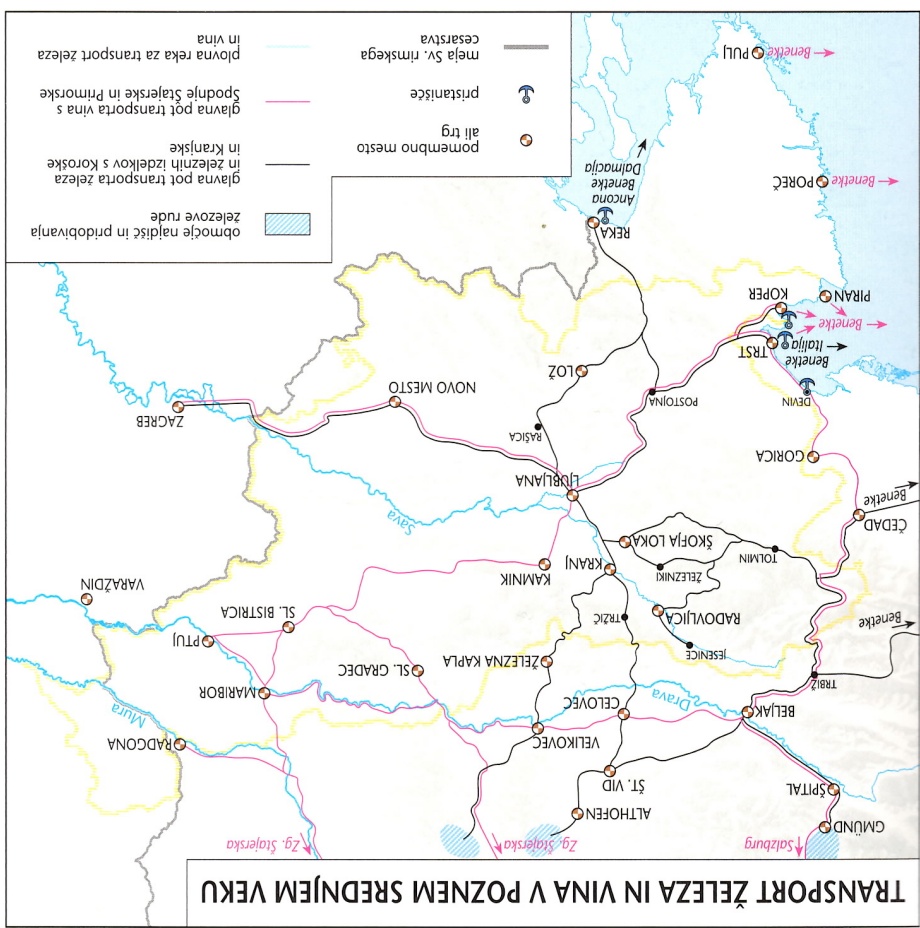 TRANSPORT ŽELEZA IN VINA V POZNEM SREDNJEM VEKU
Salzburg
Zg. Štajerska
Zg. Štajerska
GMÜND
ALTHOFEN
ŠPITAL
ŠT. VID
RADGONA
VELIKOVEC
BELJAK
CELOVEC
Mura
Drava
MARIBOR
TRBIŽ
SL. GRADEC
ŽELEZNA KAPLA
JESENICE
PTUJ
Benetke
SL. BISTRICA
RADOVLJICA
TRŽIČ
VARAŽDIN
ŽELEZNIKI
KRANJ
KAMNIK
TOLMIN
ŠKOFJA LOKA
ČEDAD
Sava
Benetke
LJUBLJANA
GORICA
RAŠICA
ZAGREB
DEVIN
POSTOJNA
NOVO MESTO
LOŽ
Benetke
Italija
TRST
Benetke
KOPER
PIRAN
REKA
Ancona
Benetke
Dalmacija
POREČ
Benetke
PULJ
Benetke
območje najdišč in pridobivanja
železove rude
glavna pot transporta železa
in železnih izdelkov s Koroške
in Kranjske
glavna pot transporta vina s
Spodnje Štajerske in Primorske
plovna reka za transport železa
in vina
pomembno mesto
ali trg
pristanišče
meja Sv. rimskega
cesarstva